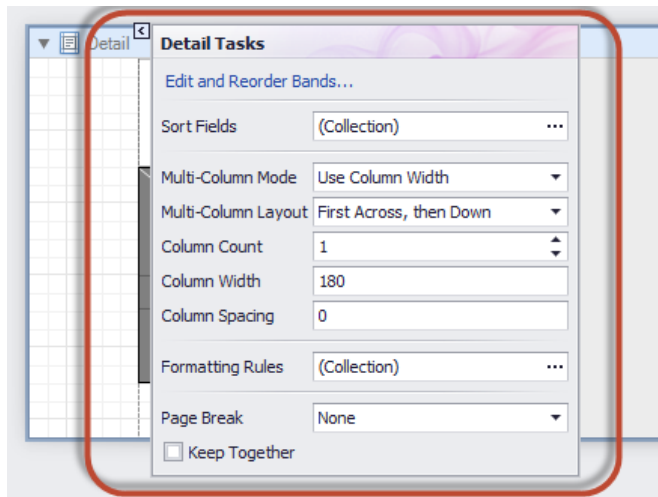 Detail
Detail Tasks
Edit and Reorder Bands...
Sort Fields (Collection) ...
Multi-Column Mode Use Column Width
Multi-Column Layout First Across, then Down
Column Count 1
Column Width 180
Column Spacing 0
Formatting Rules (Collection) ...
Page Break None
Keep Together